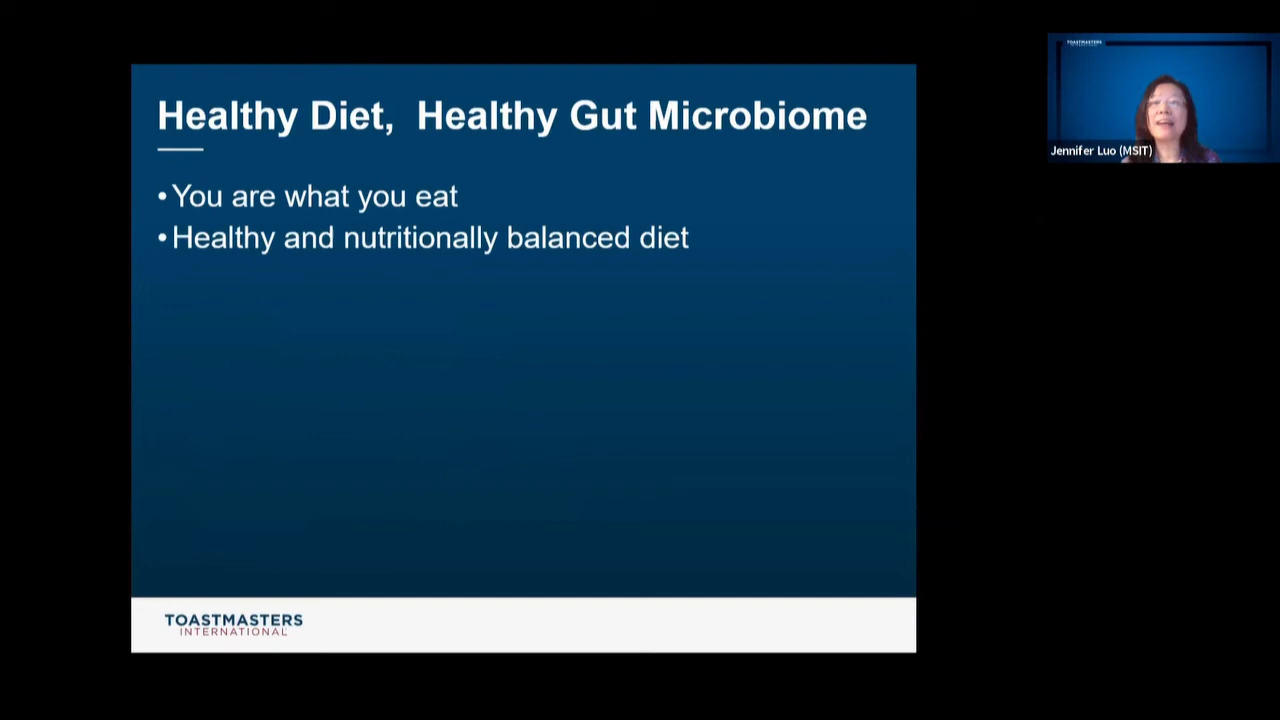 Healthy Diet,  Healthy Gut Microbiome
•You are what you eat
•Healthy and nutritionally balanced diet
TOASTMASTERS
INTERNATIONAL
TOASTMASTERS
Jennifer Luo (MSIT)